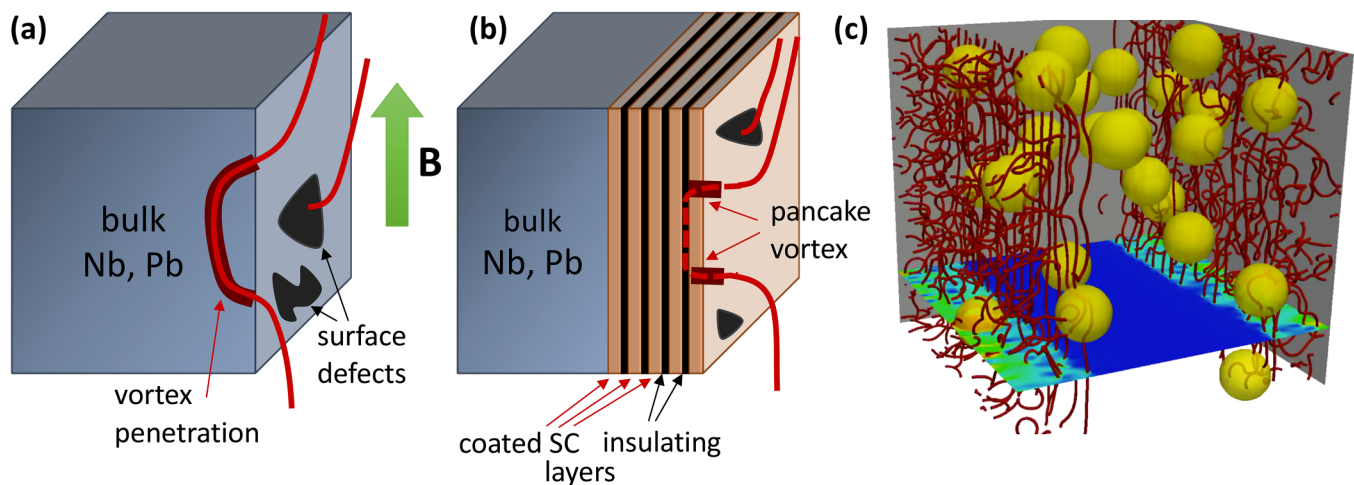 (a)
B
bulk
Nb, Pb
surface
defects
vortex
penetration
(b)
bulk
Nb, Pb
pancake
vortex
coated SC
layers
insulating
(c)